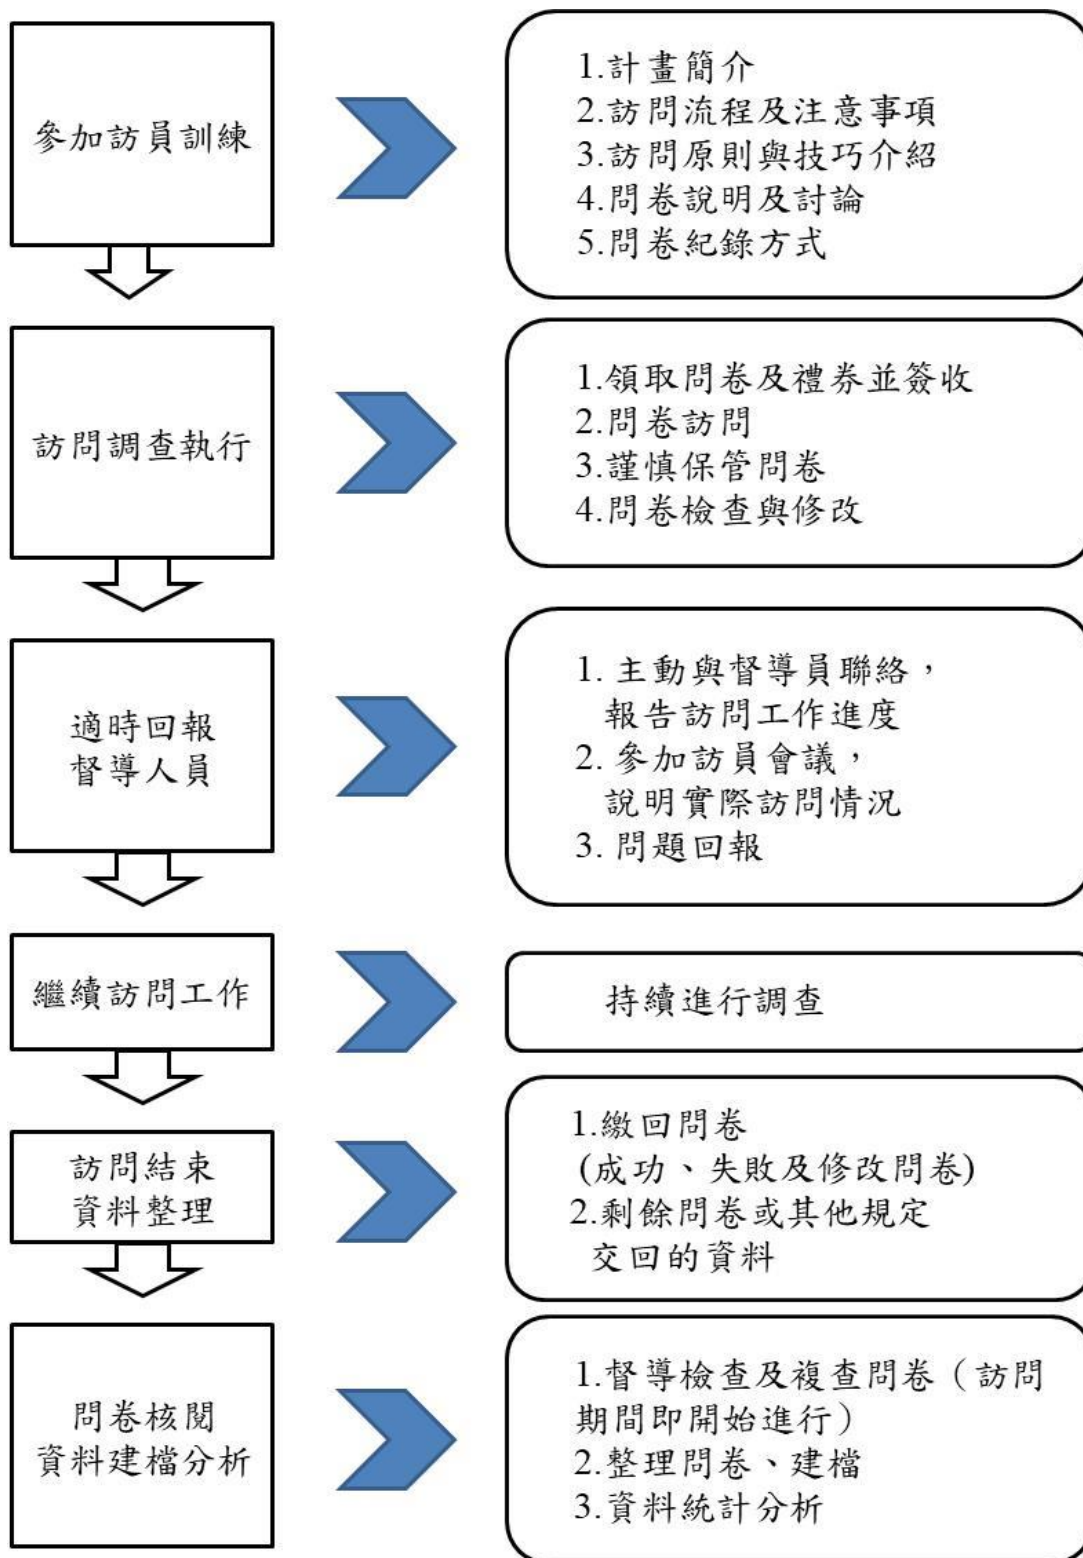 參加訪員訓練
1.計畫簡介
2.訪問流程及注意事項
3.訪問原則與技巧介紹
4.問卷說明及討論
5.問卷紀錄方式
訪問調查執行
1.領取問卷及禮券並簽收
2.問卷訪問
3.謹慎保管問卷
4.問卷檢查與修改
適時回報
督導人員
1. 主動與督導員聯絡，
報告訪問工作進度
2. 參加訪員會議，
說明實際訪問情況
3. 問題回報
繼續訪問工作
持續進行調查
訪問結束
資料整理
1.繳回問卷
(成功、失敗及修改問卷)
2.剩餘問卷或其他規定
交回的資料
問卷核閱
資料建檔分析
1.督導檢查及複查問卷（訪問
期間即開始進行）
2.整理問卷、建檔
3.資料統計分析